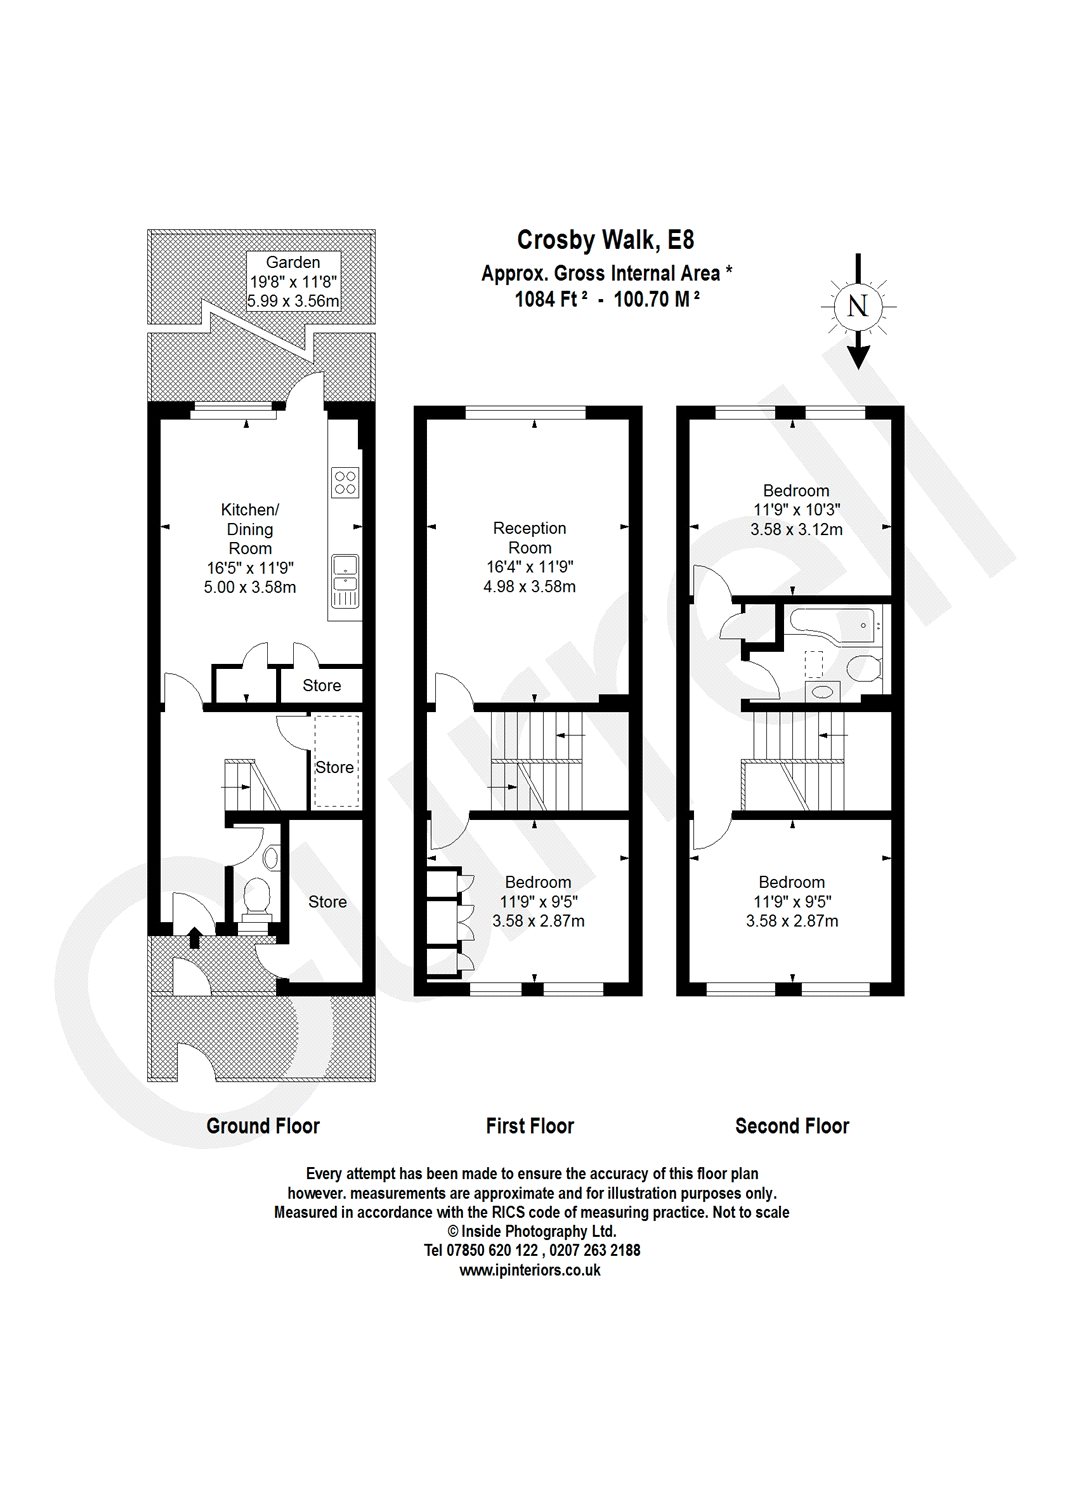 Crosby Walk, E8
Approx. Gross Internal Area *
1084 Ft ² - 100.70 M ²
N
Garden
19'8" x 11'8"
5.99 x 3.56m
Kitchen/
Dining
Room
16'5" x 11'9"
5.00 x 3.58m
Store
Store
Store
Ground Floor
Reception
Room
16'4" x 11'9"
4.98 x 3.58m
Bedroom
11'9" x 9'5"
3.58 x 2.87m
First Floor
Bedroom
11'9" x 10'3"
3.58 x 3.12m
Bedroom
11'9" x 9'5"
3.58 x 2.87m
Second Floor
Currell
Every attempt has been made to ensure the accuracy of this floor plan
however. measurements are approximate and for illustration purposes only.
Measured in accordance with the RICS code of measuring practice. Not to scale
© Inside Photography Ltd.
Tel 07850 620 122 , 0207 263 2188
www.ipinteriors.co.uk